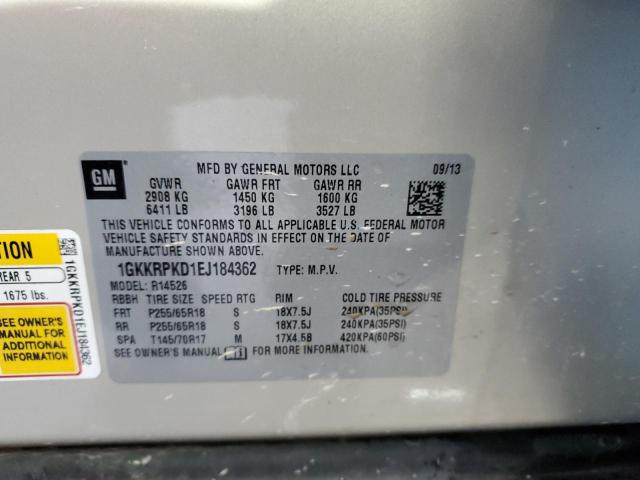 GM
MFD BY GENERAL MOTORS LLC 09/13
GVWR GAWR FRT GAWR RR
2908 KG 1450 KG 1600 KG
6411 LB 3196 LB 3527 LB
THIS VEHICLE CONFORMS TO ALL APPLICABLE U.S. FEDERAL MOTOR
VEHICLE SAFETY STANDARDS IN EFFECT ON THE DATE OF
MANUFACTURE SHOWN ABOVE.
1GKKRPKD1EJ184362 TYPE: M.P.V.
MODEL: R14526
RBBH TIRE SIZE SPEED RTG RIM COLD TIRE PRESSURE
FRT P255/65R18 S 18X7.5J 240KPA(35PSI)
RR P255/65R18 S 18X7.5J 240KPA(35PSI)
SPA T145/70R17 M 17X4.5B 420KPA(60PSI)
SEE OWNER'S MANUAL FOR MORE INFORMATION
TION
REAR 5
1675 lbs.
SEE OWNER'S
MANUAL FOR
ADDITIONAL
INFORMATION
1GKKRPKD1EJ184362